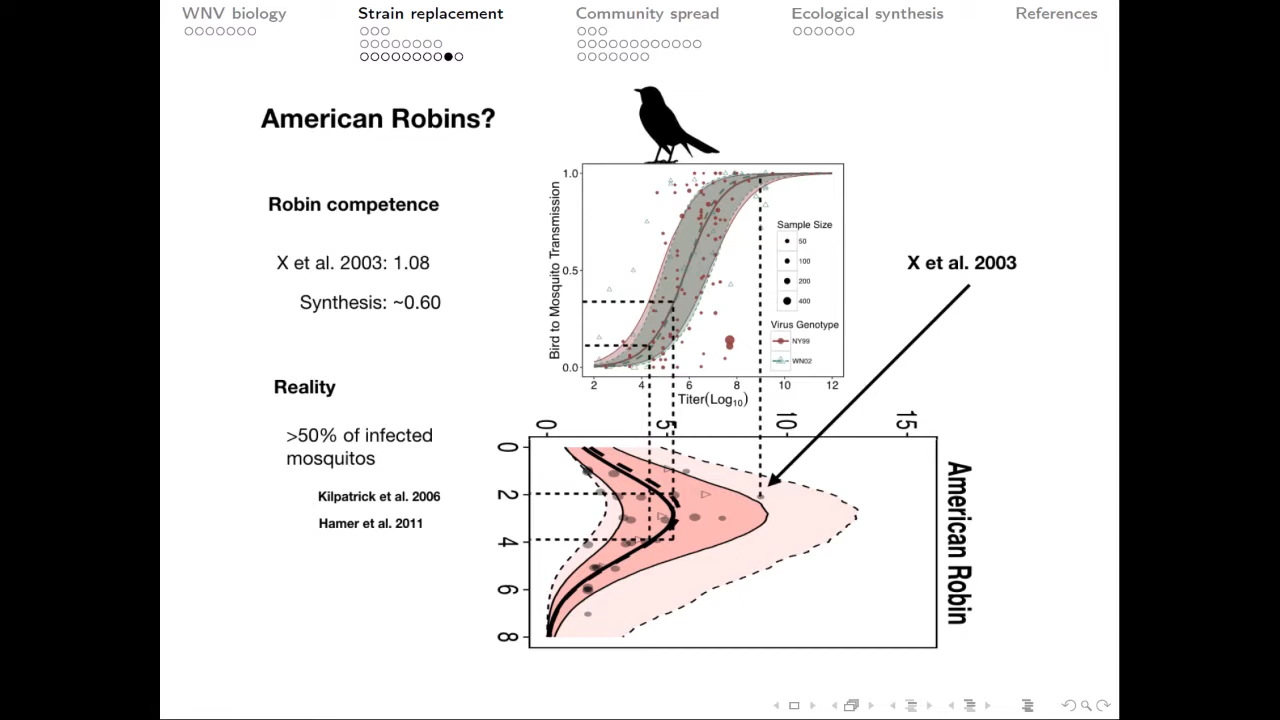 WNV biology
Strain replacement
Community spread
Ecological synthesis
References
American Robins?
Robin competence
X et al. 2003: 1.08
Synthesis: ~0.60
Reality
>50% of infected
mosquitos
Kilpatrick et al. 2006
Hamer et al. 2011
Bird to Mosquito Transmission
1.0
0.5
0.0
2 4 6 8 10 12
Titer(Log10)
Sample Size
50
100
200
400
Virus Genotype
NY99
WN02
X et al. 2003
0 5 10 15
0
2
4
6
8
American Robin